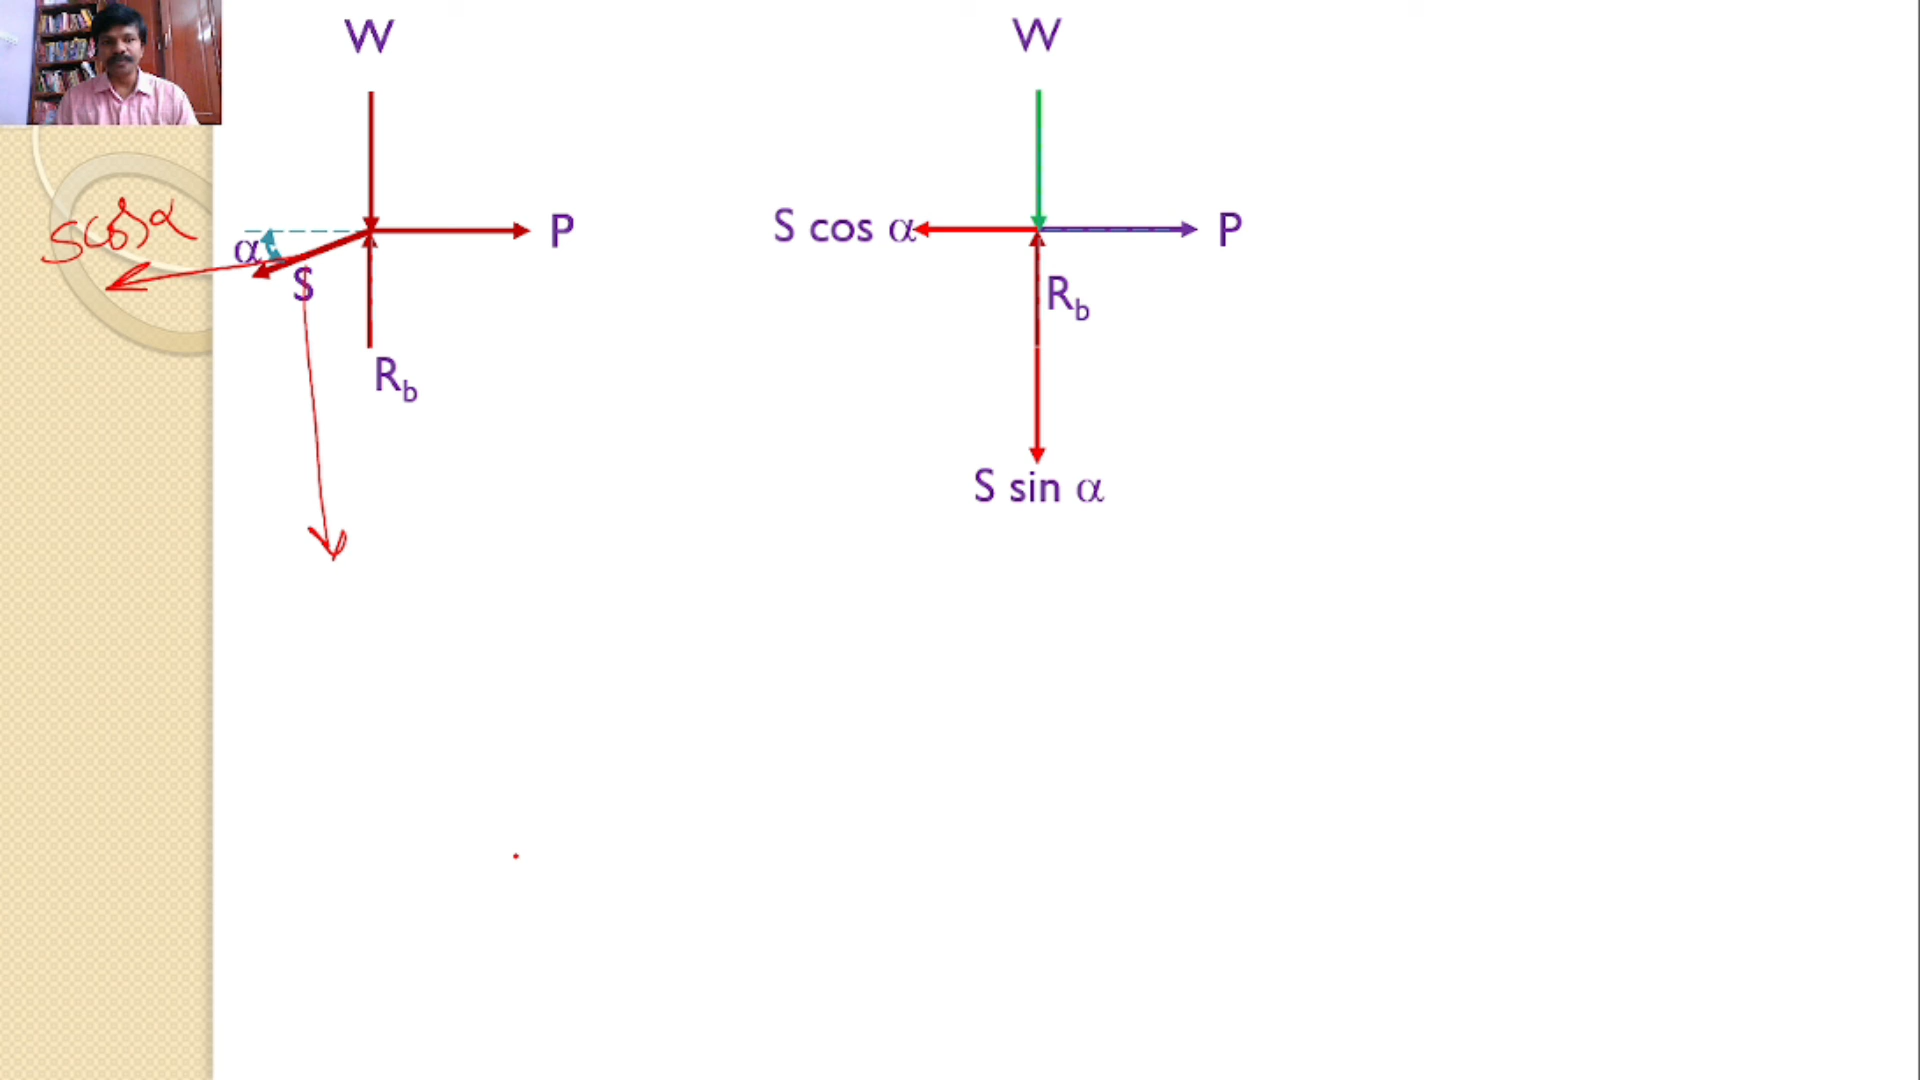 W
P
α
S
R_b
S cos α
W
S cos α
P
R_b
S sin α